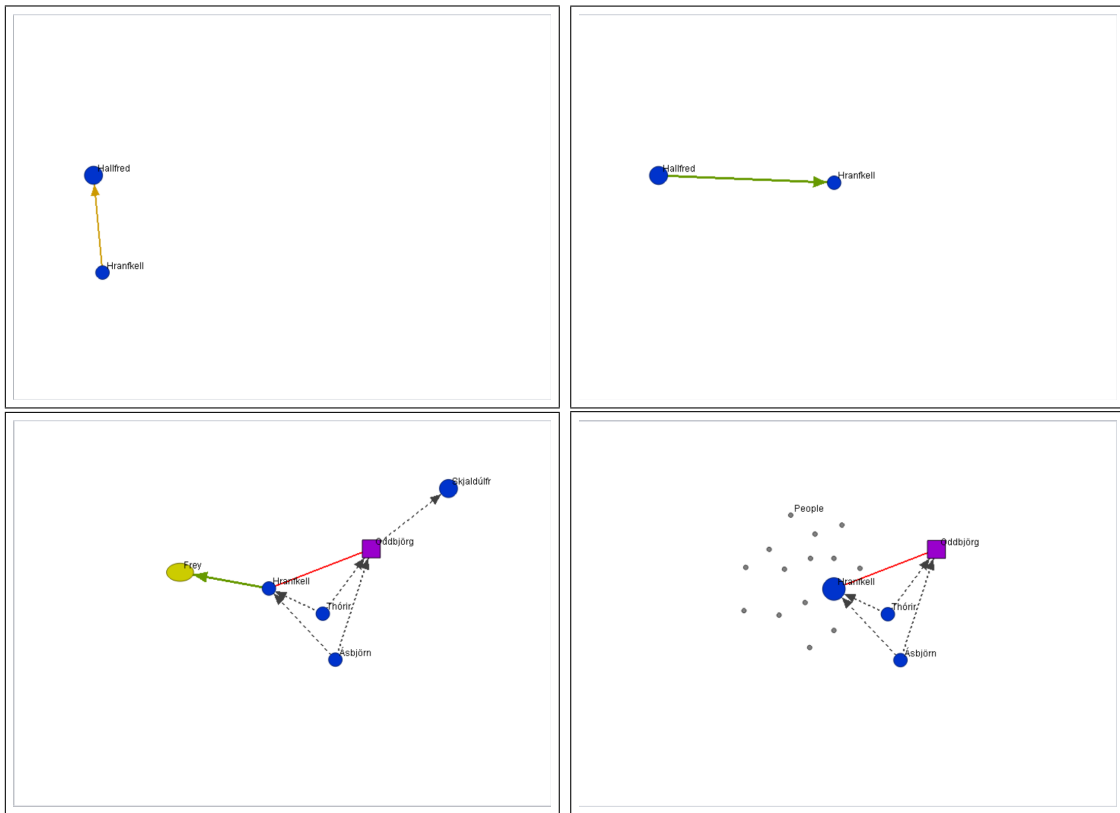 Hallfred
Hranfkell
Hallfred
Hranfkell
Skjaldúlfr
Oddbjörg
Frey
Hranfkell
Thórir
Asbjörn
People
Oddbjörg
Hranfkell
Thórir
Asbjörn